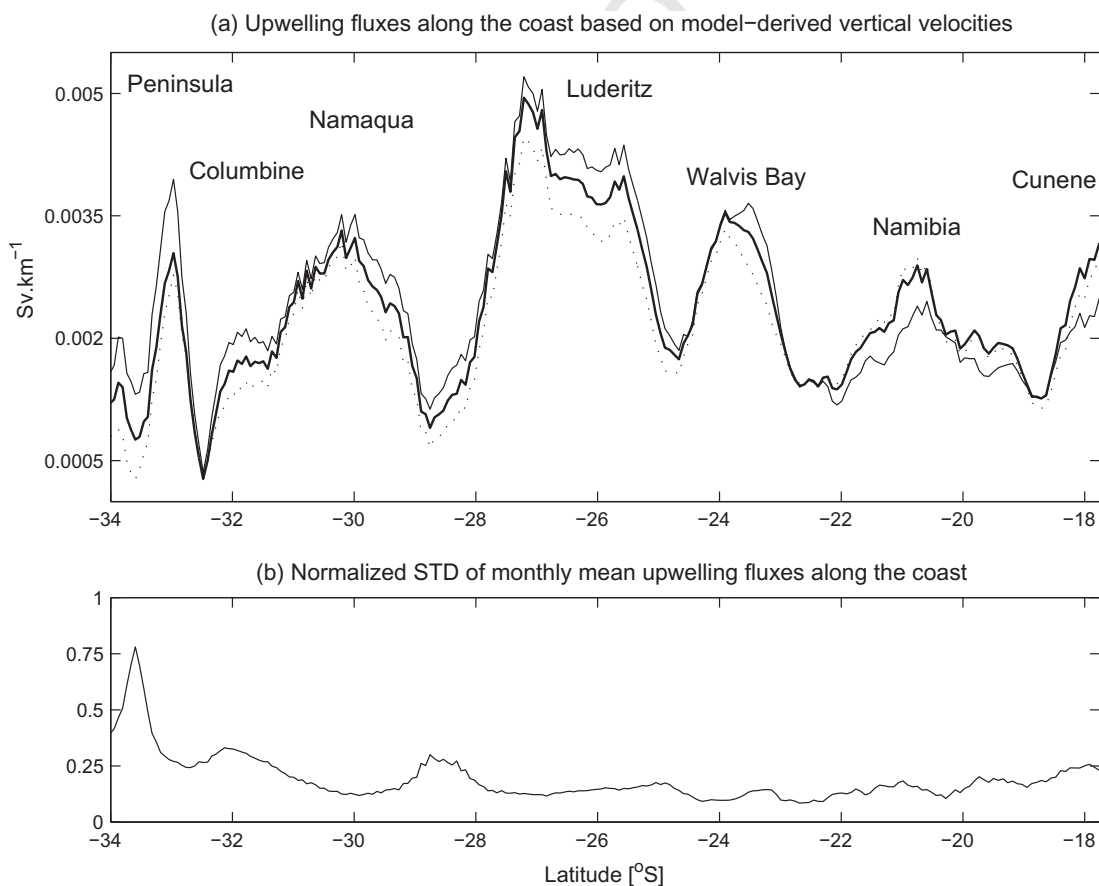 (a) Upwelling fluxes along the coast based on model−derived vertical velocities
Peninsula
Columbine
Namaqua
Luderitz
Walvis Bay
Namibia
Cunene
0.005
0.0035
0.002
0.0005
Sv.km−1
−34 −32 −30 −28 −26 −24 −22 −20 −18
(b) Normalized STD of monthly mean upwelling fluxes along the coast
1
0.75
0.5
0.25
0
−34 −32 −30 −28 −26 −24 −22 −20 −18
Latitude [oS]